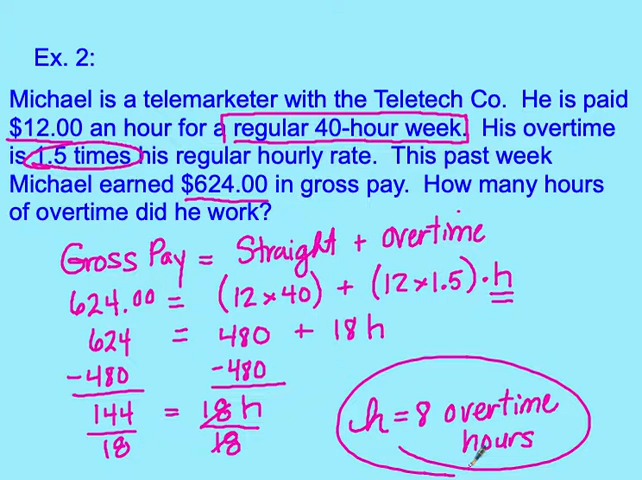 Ex. 2:
Michael is a telemarketer with the Teletech Co. He is paid
$12.00 an hour for a regular 40-hour week. His overtime
is 1.5 times his regular hourly rate. This past week
Michael earned $624.00 in gross pay. How many hours
of overtime did he work?
Gross Pay = Straight + overtime
624.00 = (12 x 40) + (12 x 1.5) · h
624 = 480 + 18 h
-480 -480
144 = 18 h
18 18
h = 8 overtime
hours